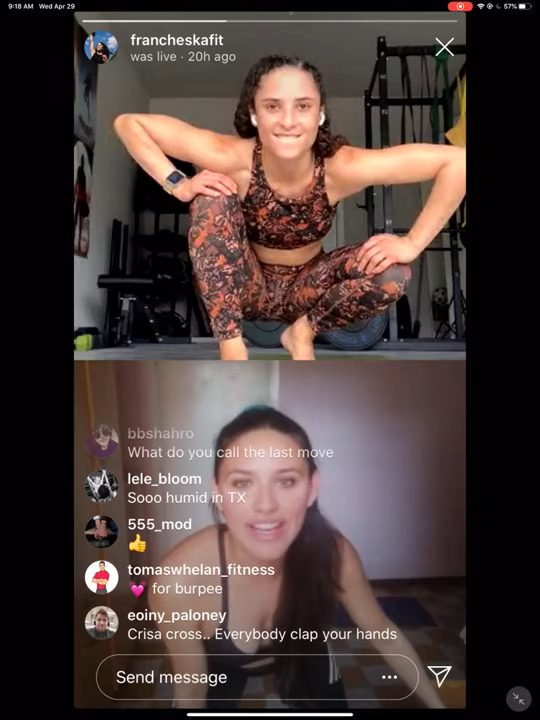 9:18 AM Wed Apr 29
57%
francheskafit
was live · 20h ago
bbshahro
What do you call the last move
lele_bloom
Sooo humid in TX
555_mod
👍
tomaswhelan_fitness
💓 for burpee
eoiny_paloney
Crisa cross.. Everybody clap your hands
Send message